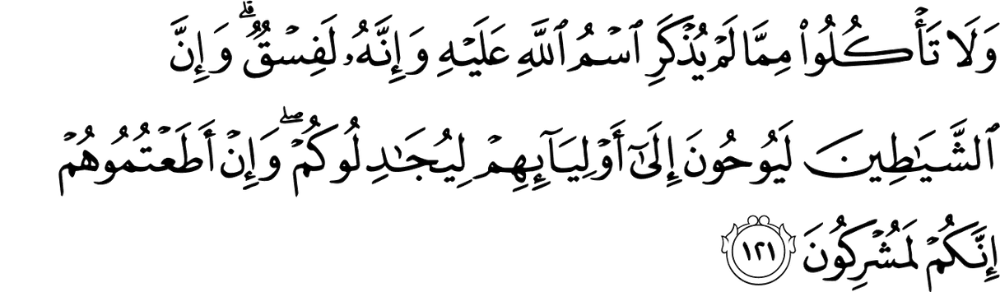 وَلَا تَأْكُلُوا۟ مِمَّا لَمْ يُذْكَرِ ٱسْمُ ٱللَّهِ عَلَيْهِ وَإِنَّهُۥ لَفِسْقٌ ۗ وَإِنَّ
ٱلشَّيَـٰطِينَ لَيُوحُونَ إِلَىٰٓ أَوْلِيَآئِهِمْ لِيُجَـٰدِلُوكُمْ ۖ وَإِنْ أَطَعْتُمُوهُمْ
إِنَّكُمْ لَمُشْرِكُونَ ١٢١